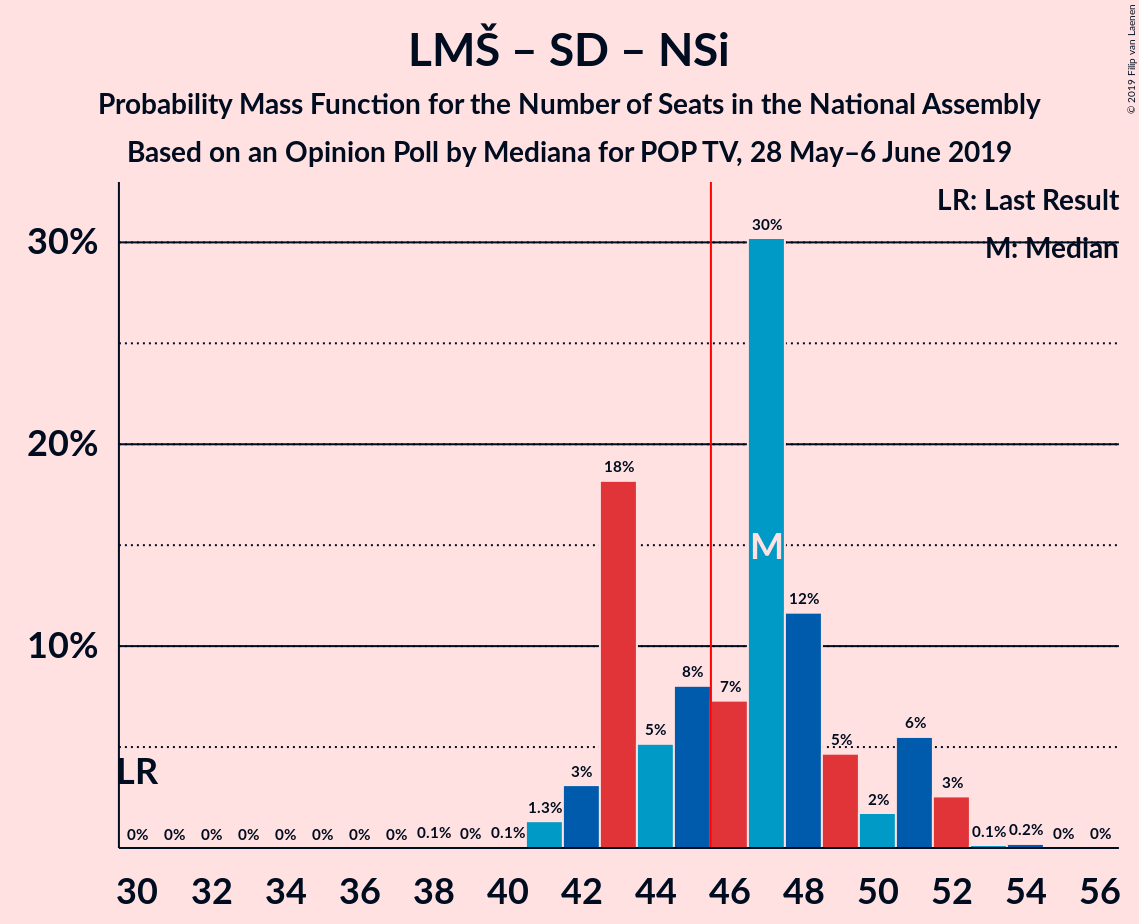 LMŠ – SD – NSi
Probability Mass Function for the Number of Seats in the National Assembly
Based on an Opinion Poll by Mediana for POP TV, 28 May–6 June 2019
© 2019 Filip van Laenen
LR: Last Result
M: Median
30%
20%
10%
LR
M
0% 0% 0% 0% 0% 0% 0% 0% 0.1% 0% 0.1% 1.3% 3% 18% 5% 8% 7% 30% 12% 5% 2% 6% 3% 0.1% 0.2% 0% 0%
30 32 34 36 38 40 42 44 46 48 50 52 54 56